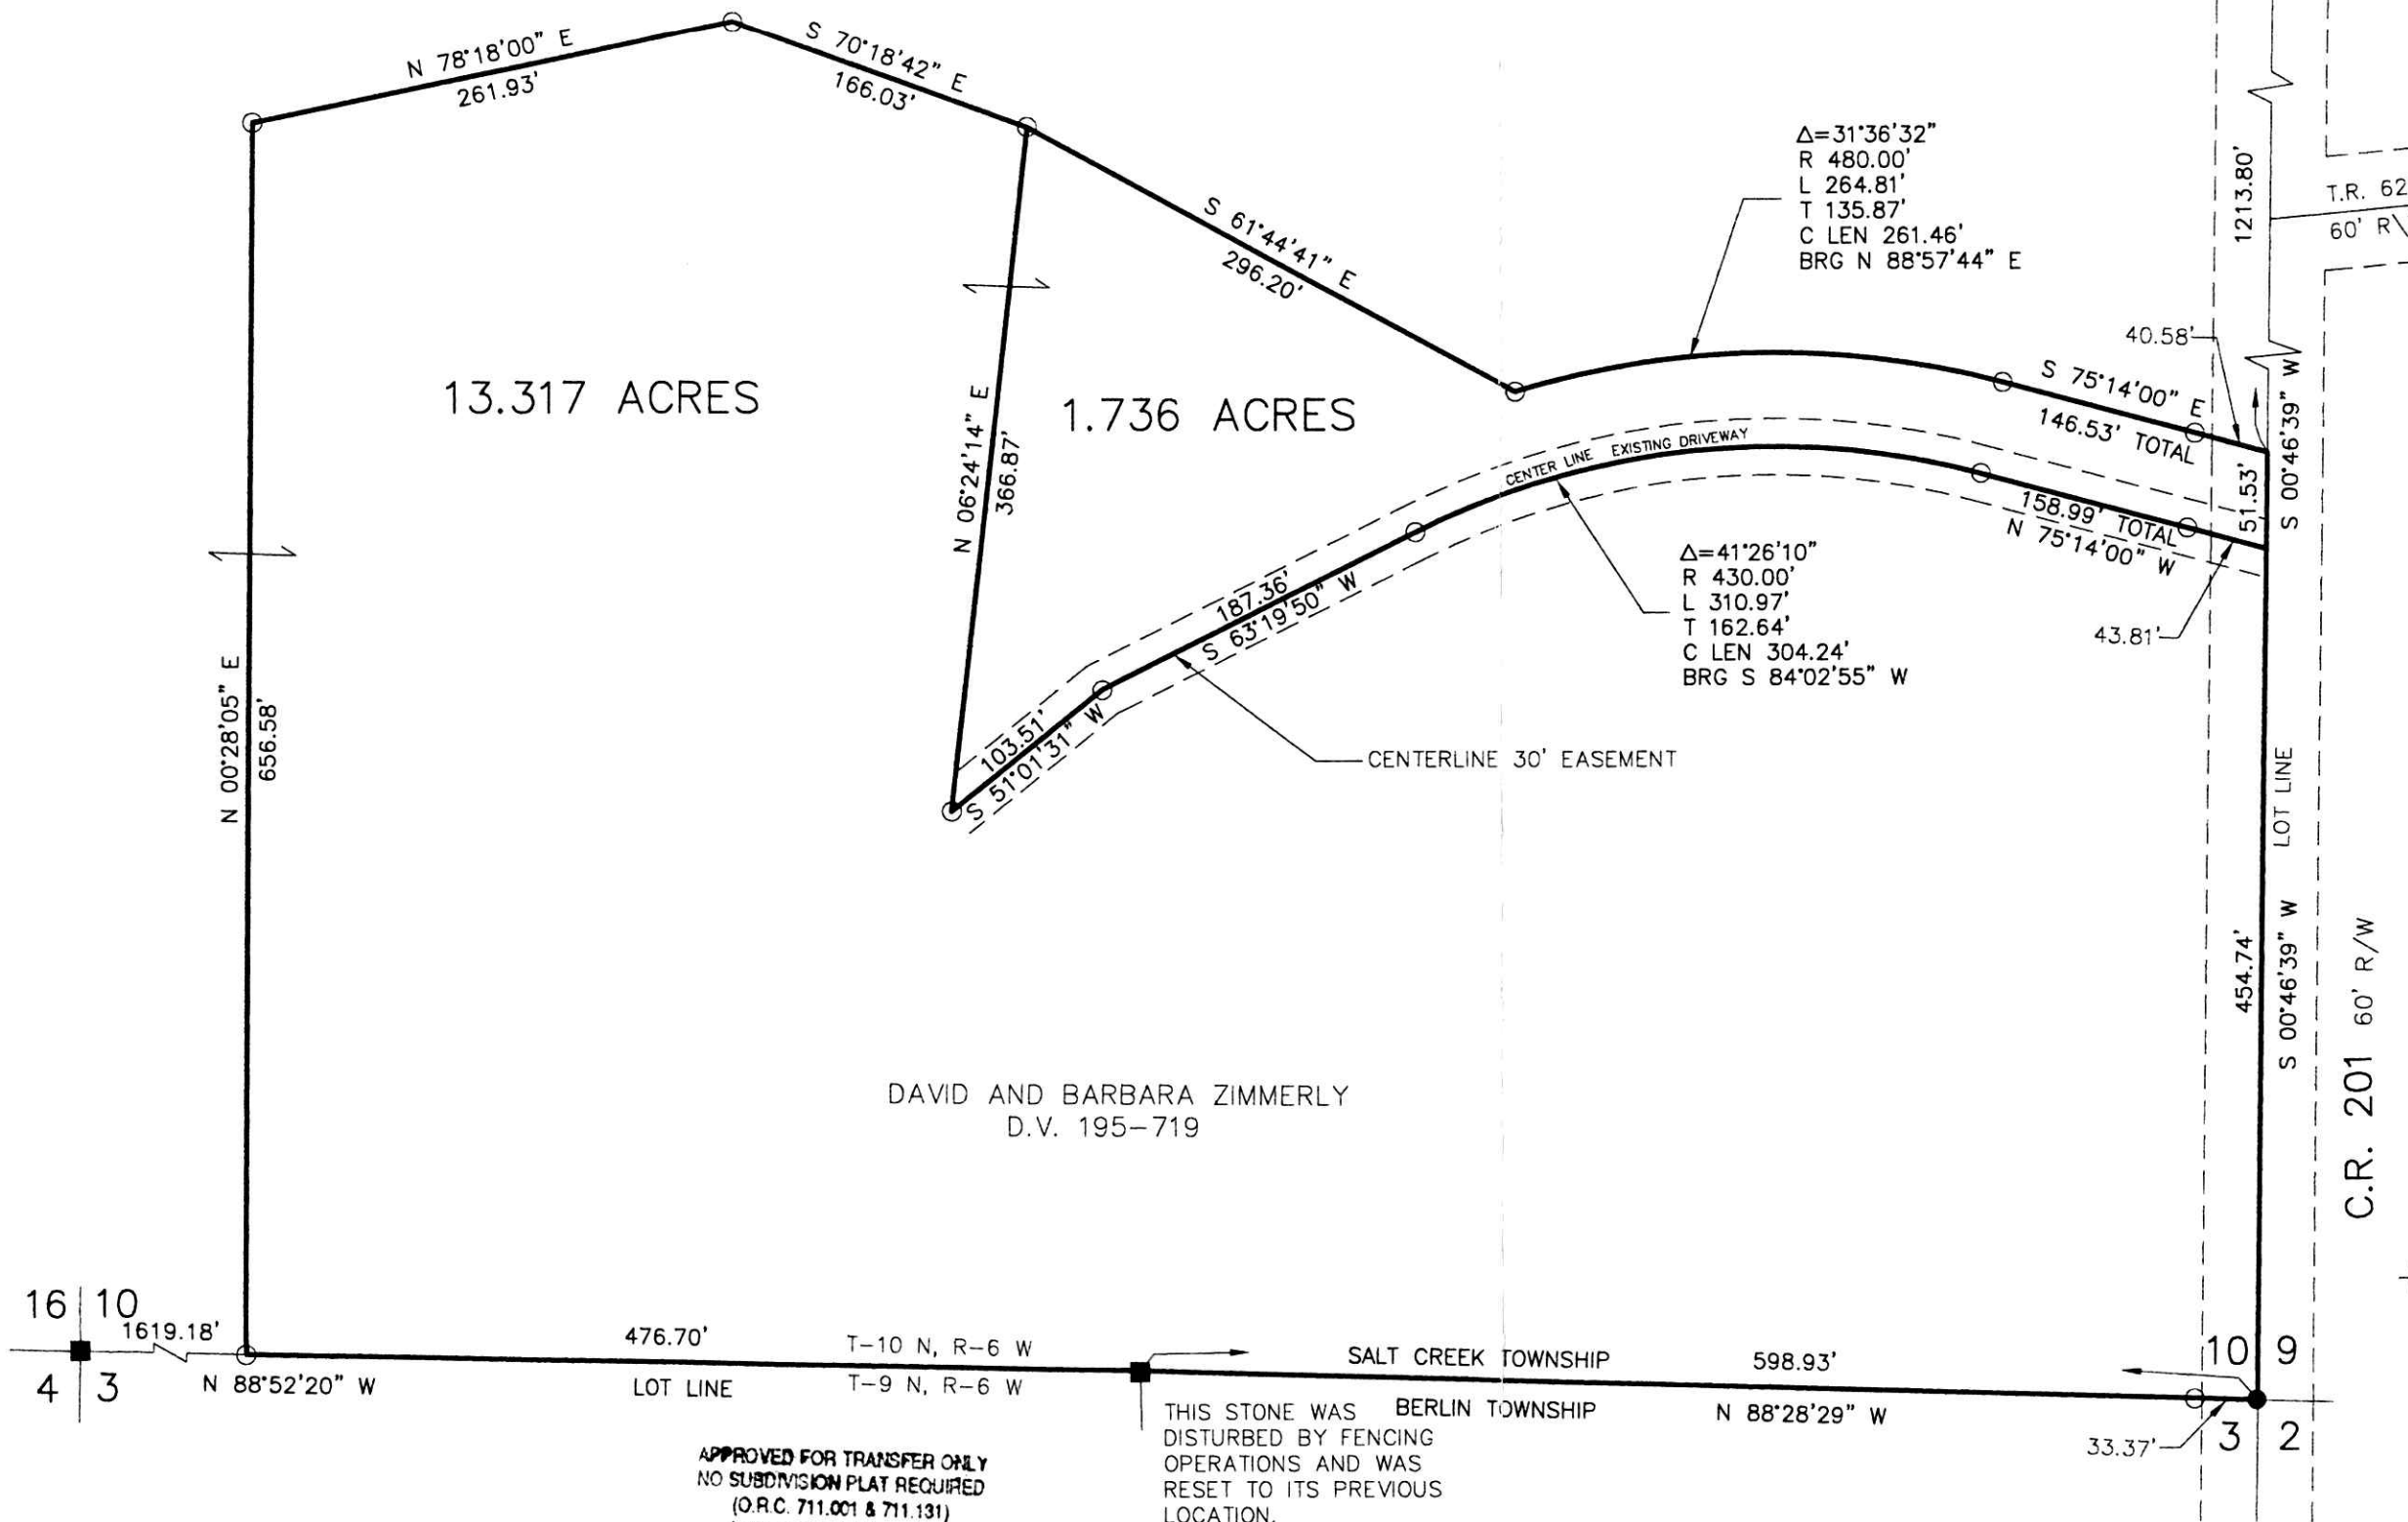 N 78°18'00" E
261.93'
S 70°18'42" E
166.03'
Δ=31°36'32"
R 480.00'
L 264.81'
T 135.87'
C LEN 261.46'
BRG N 88°57'44" E
1213.80'
T.R. 62
60' R
S 61°44'41" E
296.20'
40.58'
S 75°14'00" E
146.53' TOTAL
S 00°46'39" W
51.53'
13.317 ACRES
1.736 ACRES
N 06°24'14" E
366.87'
CENTER LINE EXISTING DRIVEWAY
158.99' TOTAL
N 75°14'00" W
43.81'
Δ=41°26'10"
R 430.00'
L 310.97'
T 162.64'
C LEN 304.24'
BRG S 84°02'55" W
187.36'
S 63°19'50" W
103.51'
S 51°01'31" W
CENTERLINE 30' EASEMENT
N 00°28'05" E
656.58'
LOT LINE
454.74'
S 00°46'39" W
C.R. 201 60' R/W
DAVID AND BARBARA ZIMMERLY
D.V. 195-719
16 10
1619.18'
4 3
N 88°52'20" W
476.70'
LOT LINE
T-10 N, R-6 W
T-9 N, R-6 W
SALT CREEK TOWNSHIP
598.93'
10 9
BERLIN TOWNSHIP
N 88°28'29" W
33.37'
3 2
THIS STONE WAS
DISTURBED BY FENCING
OPERATIONS AND WAS
RESET TO ITS PREVIOUS
LOCATION.
APPROVED FOR TRANSFER ONLY
NO SUBDIVISION PLAT REQUIRED
(O.R.C. 711.001 & 711.131)